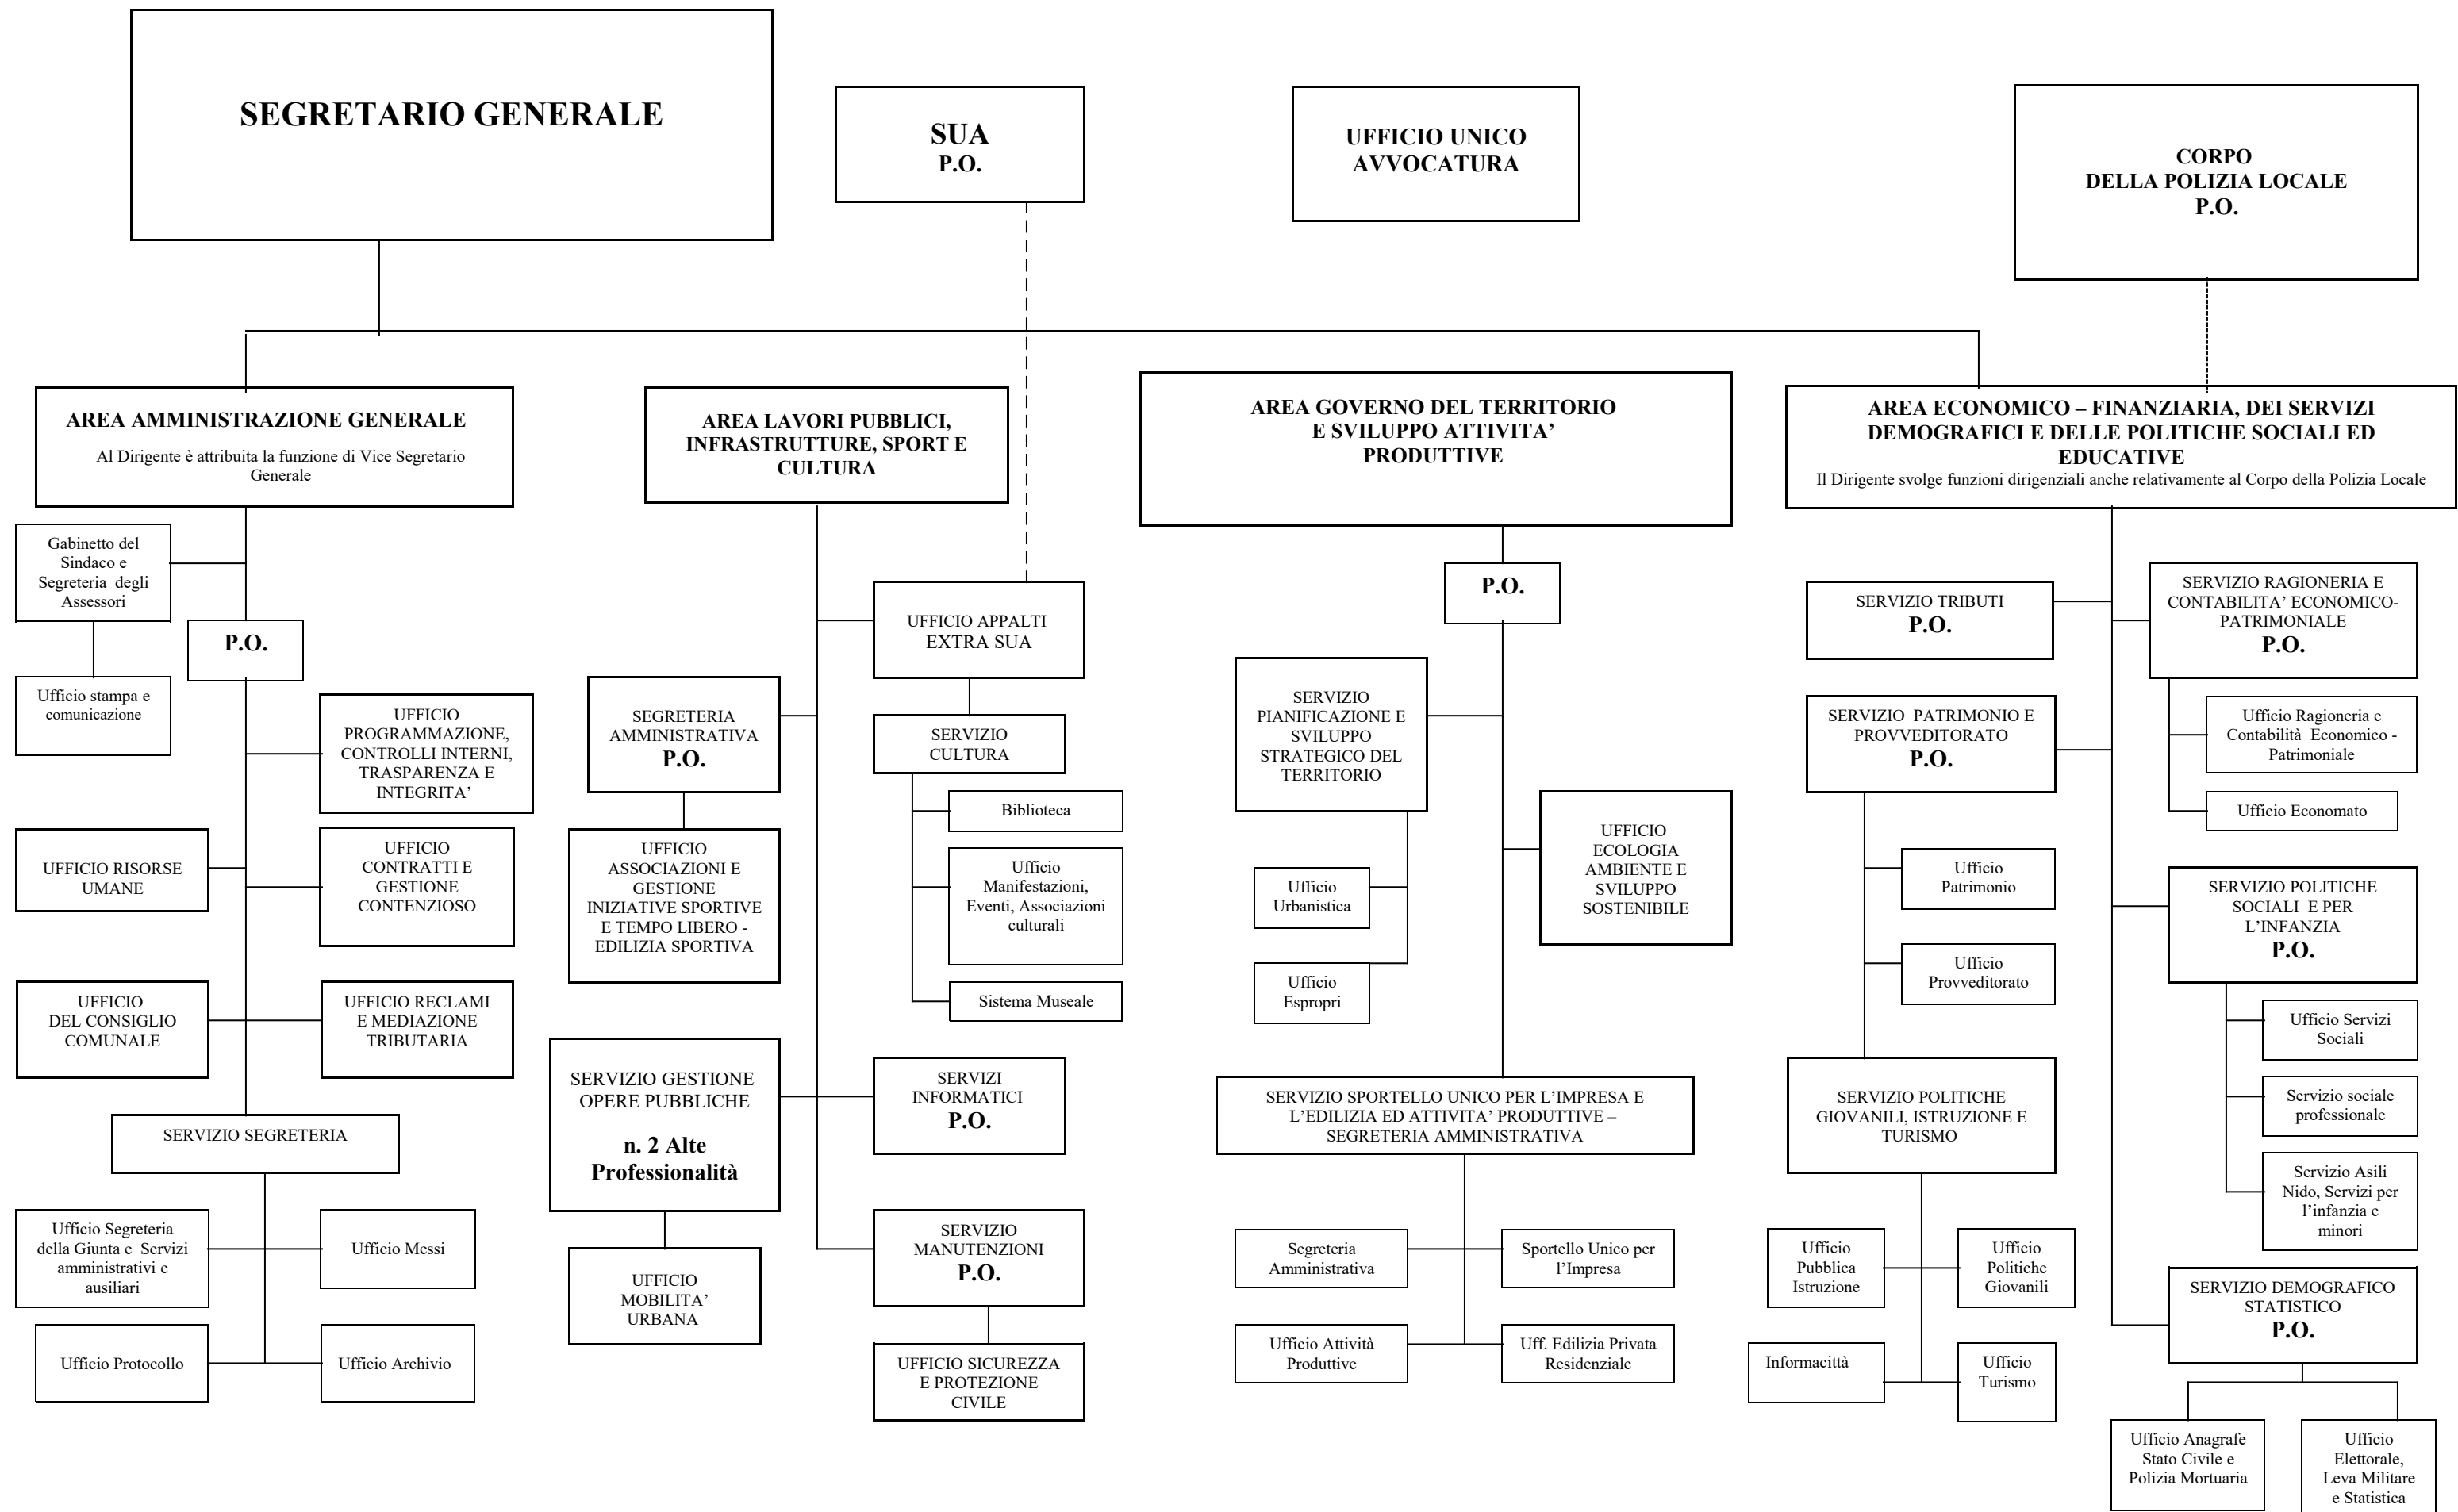 SEGRETARIO GENERALE
SUA
P.O.
UFFICIO UNICO
AVVOCATURA
CORPO
DELLA POLIZIA LOCALE
P.O.
AREA AMMINISTRAZIONE GENERALE
Al Dirigente è attribuita la funzione di Vice Segretario
Generale
AREA LAVORI PUBBLICI,
INFRASTRUTTURE, SPORT E
CULTURA
AREA GOVERNO DEL TERRITORIO
E SVILUPPO ATTIVITA’
PRODUTTIVE
AREA ECONOMICO – FINANZIARIA, DEI SERVIZI
DEMOGRAFICI E DELLE POLITICHE SOCIALI ED
EDUCATIVE
Il Dirigente svolge funzioni dirigenziali anche relativamente al Corpo della Polizia Locale
Gabinetto del
Sindaco e
Segreteria degli
Assessori
P.O.
Ufficio stampa e
comunicazione
UFFICIO
PROGRAMMAZIONE,
CONTROLLI INTERNI,
TRASPARENZA E
INTEGRITA’
UFFICIO RISORSE
UMANE
UFFICIO
CONTRATTI E
GESTIONE
CONTENZIOSO
UFFICIO
DEL CONSIGLIO
COMUNALE
UFFICIO RECLAMI
E MEDIAZIONE
TRIBUTARIA
SERVIZIO SEGRETERIA
Ufficio Segreteria
della Giunta e Servizi
amministrativi e
ausiliari
Ufficio Messi
Ufficio Protocollo
Ufficio Archivio
UFFICIO APPALTI
EXTRA SUA
SEGRETERIA
AMMINISTRATIVA
P.O.
SERVIZIO
CULTURA
Biblioteca
UFFICIO
ASSOCIAZIONI E
GESTIONE
INIZIATIVE SPORTIVE
E TEMPO LIBERO -
EDILIZIA SPORTIVA
Ufficio
Manifestazioni,
Eventi, Associazioni
culturali
Sistema Museale
SERVIZIO GESTIONE
OPERE PUBBLICHE
n. 2 Alte
Professionalità
SERVIZI
INFORMATICI
P.O.
UFFICIO
MOBILITA’
URBANA
SERVIZIO
MANUTENZIONI
P.O.
UFFICIO SICUREZZA
E PROTEZIONE
CIVILE
P.O.
SERVIZIO
PIANIFICAZIONE E
SVILUPPO
STRATEGICO DEL
TERRITORIO
UFFICIO
ECOLOGIA
AMBIENTE E
SVILUPPO
SOSTENIBILE
Ufficio
Urbanistica
Ufficio
Espropri
SERVIZIO SPORTELLO UNICO PER L’IMPRESA E
L’EDILIZIA ED ATTIVITA’ PRODUTTIVE –
SEGRETERIA AMMINISTRATIVA
Segreteria
Amministrativa
Sportello Unico per
l’Impresa
Ufficio Attività
Produttive
Uff. Edilizia Privata
Residenziale
SERVIZIO TRIBUTI
P.O.
SERVIZIO RAGIONERIA E
CONTABILITA’ ECONOMICO-
PATRIMONIALE
P.O.
SERVIZIO PATRIMONIO E
PROVVEDITORATO
P.O.
Ufficio Ragioneria e
Contabilità Economico -
Patrimoniale
Ufficio Economato
Ufficio
Patrimonio
Ufficio
Provveditorato
SERVIZIO POLITICHE
SOCIALI E PER
L’INFANZIA
P.O.
Ufficio Servizi
Sociali
Servizio sociale
professionale
Servizio Asili
Nido, Servizi per
l’infanzia e
minori
SERVIZIO POLITICHE
GIOVANILI, ISTRUZIONE E
TURISMO
Ufficio
Pubblica
Istruzione
Ufficio
Politiche
Giovanili
Informacittà
Ufficio
Turismo
SERVIZIO DEMOGRAFICO
STATISTICO
P.O.
Ufficio Anagrafe
Stato Civile e
Polizia Mortuaria
Ufficio
Elettorale,
Leva Militare
e Statistica